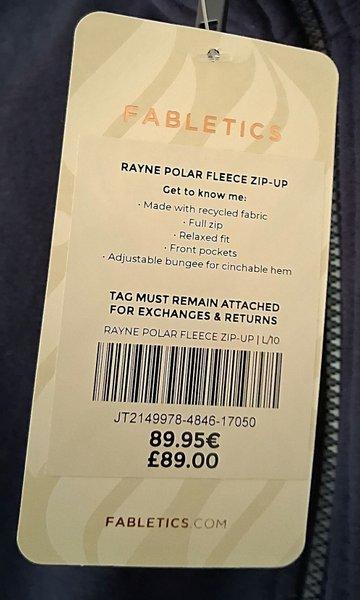 FABLETICS
RAYNE POLAR FLEECE ZIP-UP
Get to know me:
• Made with recycled fabric
• Full zip
• Relaxed fit
• Front pockets
• Adjustable bungee for cinchable hem
TAG MUST REMAIN ATTACHED
FOR EXCHANGES & RETURNS
RAYNE POLAR FLEECE ZIP-UP | L/10
JT2149978-4846-17050
89.95€
£89.00
FABLETICS.COM